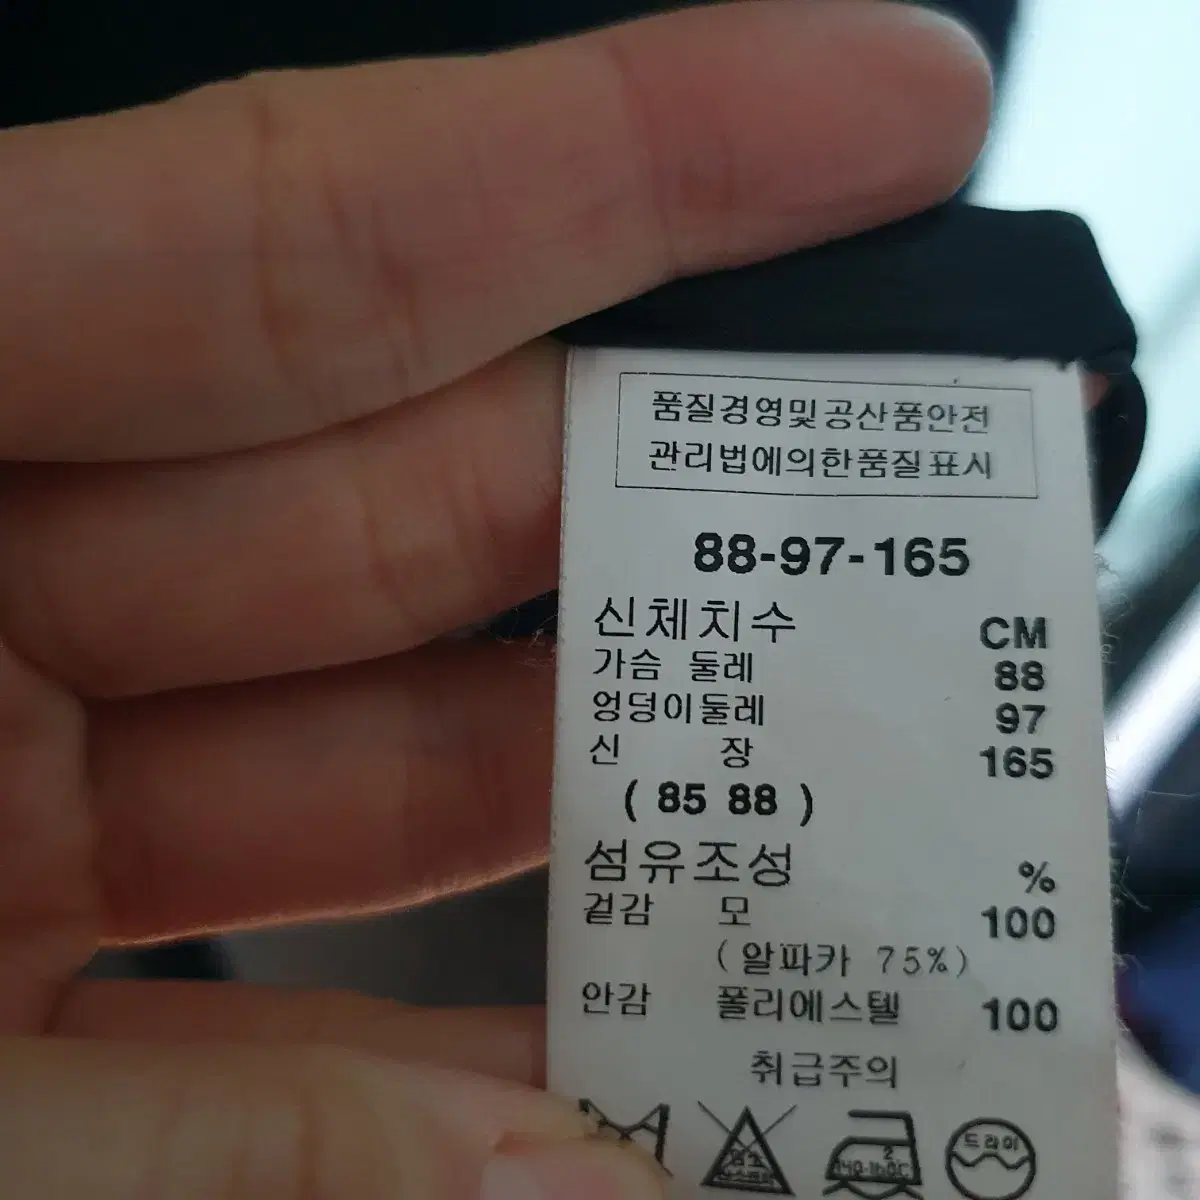 품질경영및공산품안전
관리법에의한품질표시
88-97-165
신체치수 CM
가슴 둘레 88
엉덩이둘레 97
신 장 165
( 85 88 )
섬유조성 %
겉감 모 100
(알파카 75%)
안감 폴리에스텔 100
취급주의
2
140-160℃
드라이